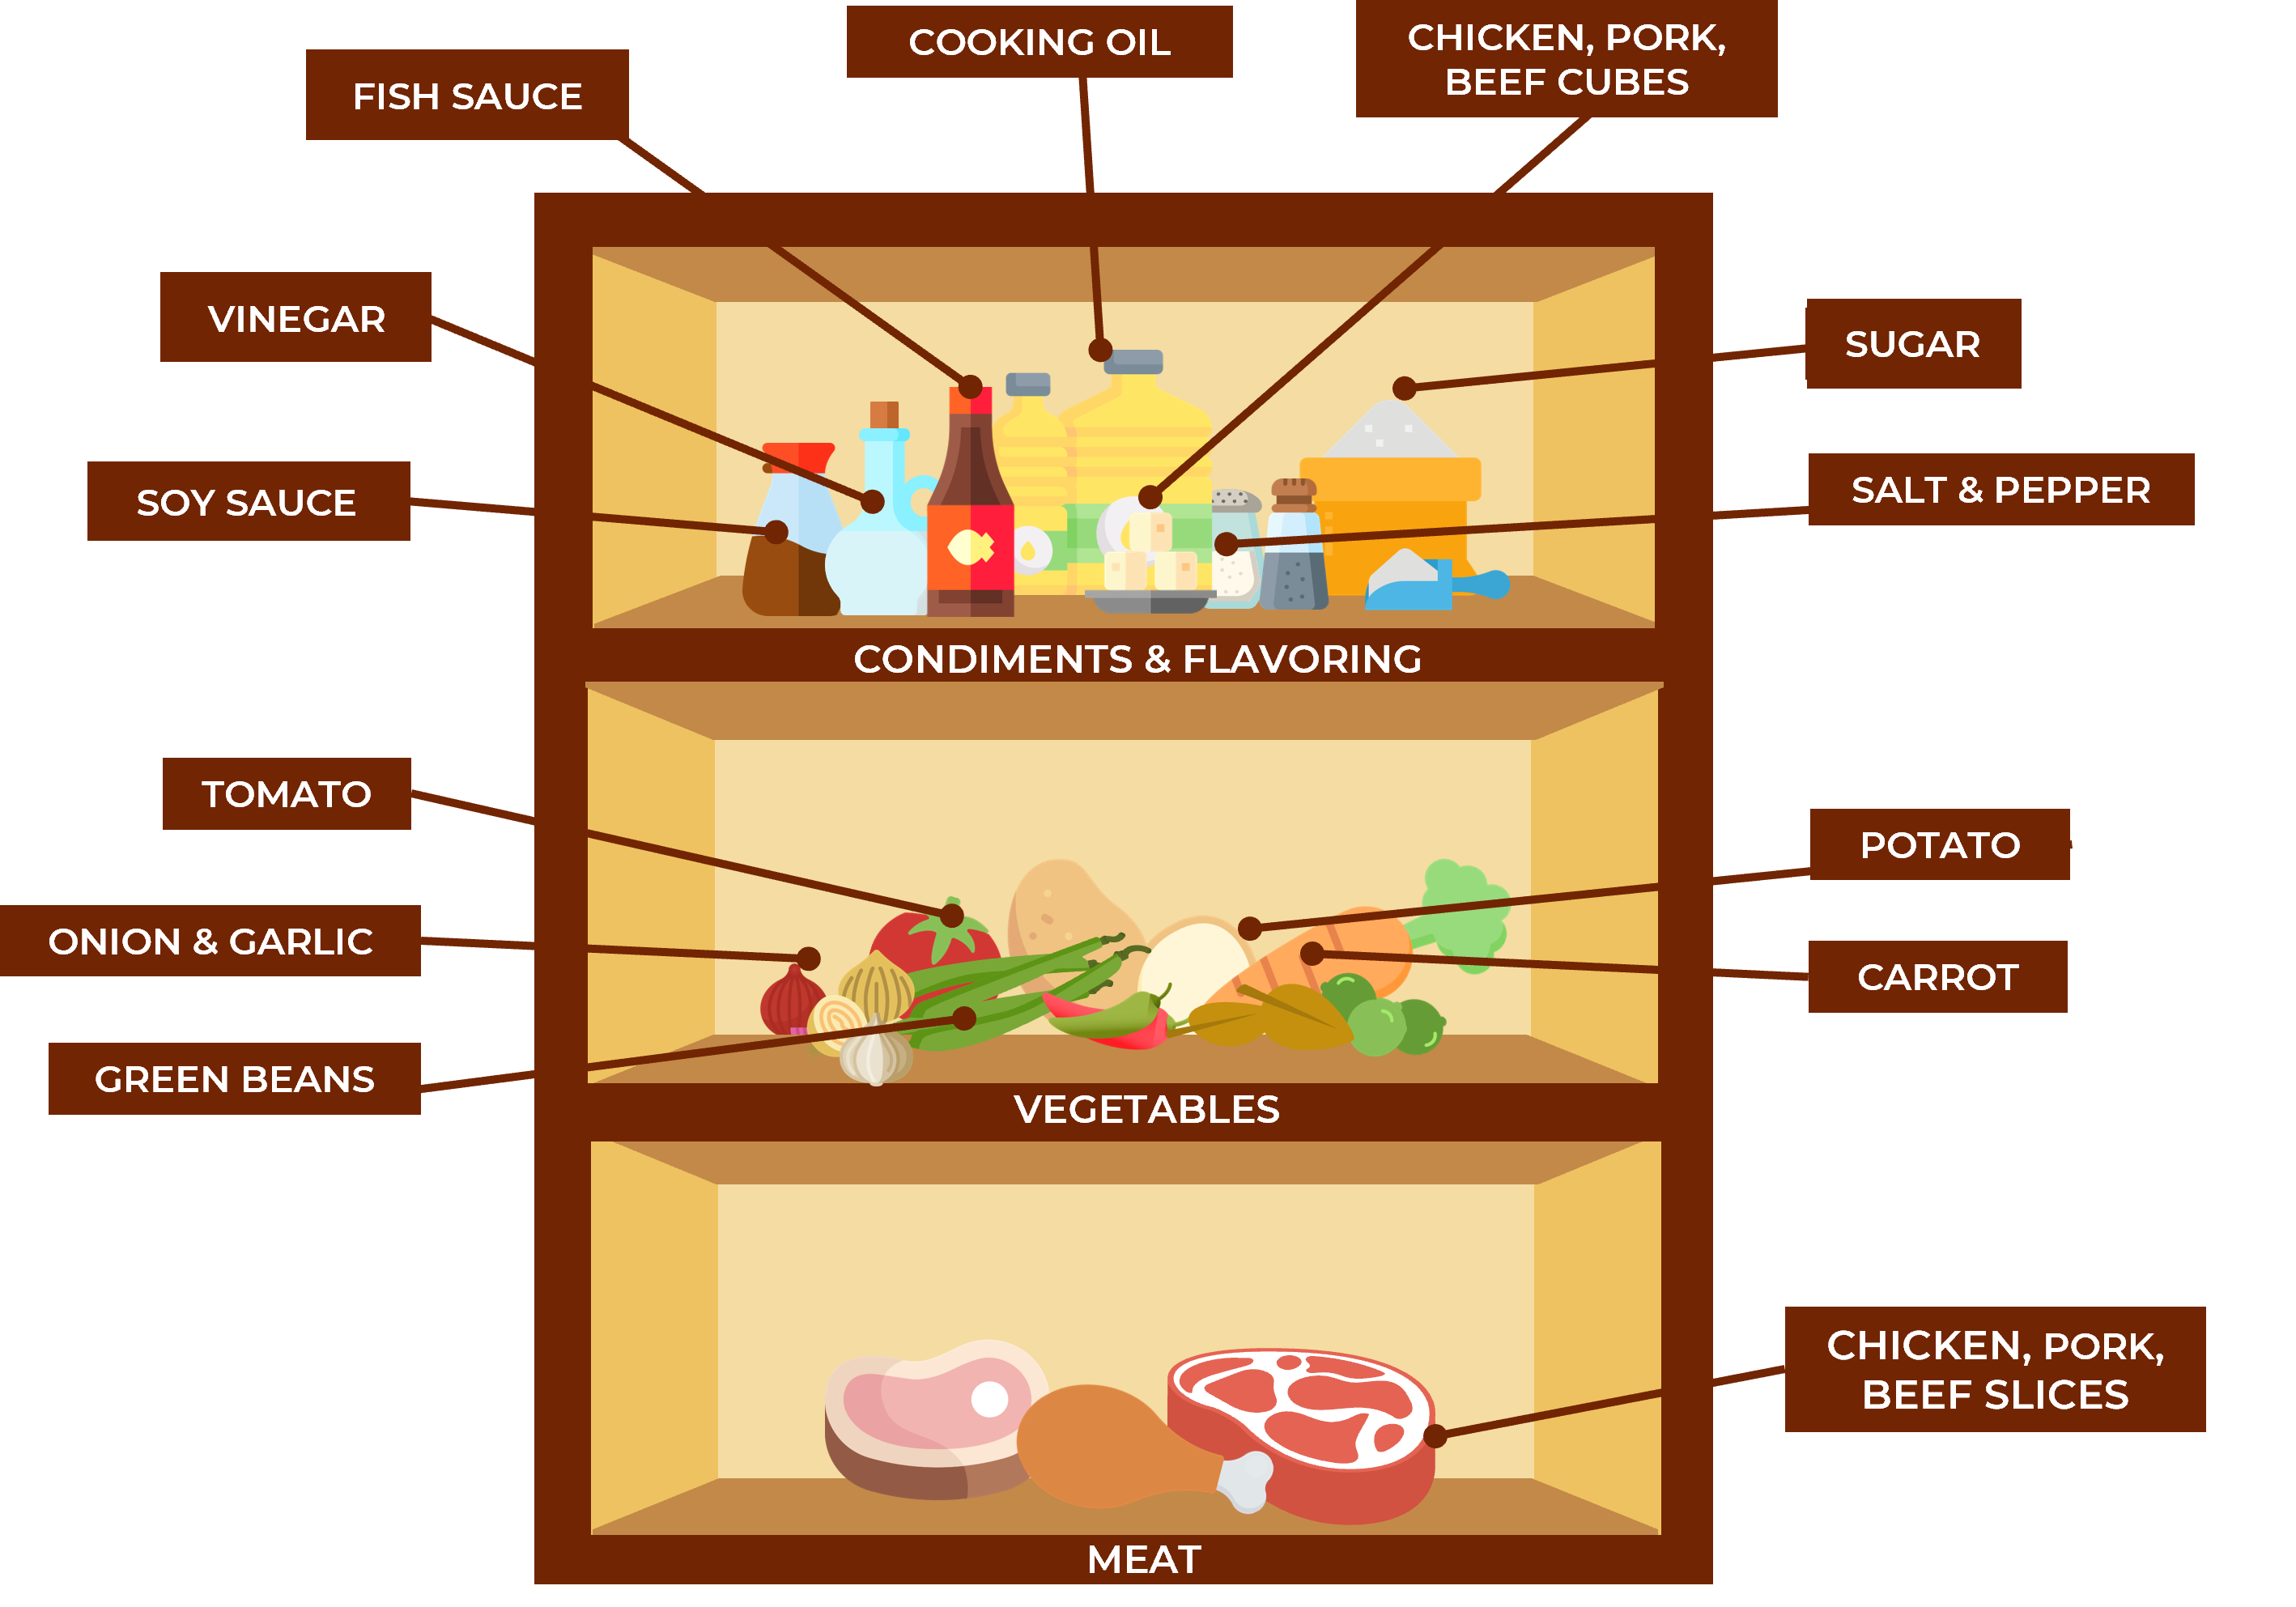 COOKING OIL
CHICKEN, PORK,
BEEF CUBES
FISH SAUCE
VINEGAR
SUGAR
SOY SAUCE
SALT & PEPPER
CONDIMENTS & FLAVORING
TOMATO
POTATO
ONION & GARLIC
CARROT
GREEN BEANS
VEGETABLES
CHICKEN, PORK,
BEEF SLICES
MEAT